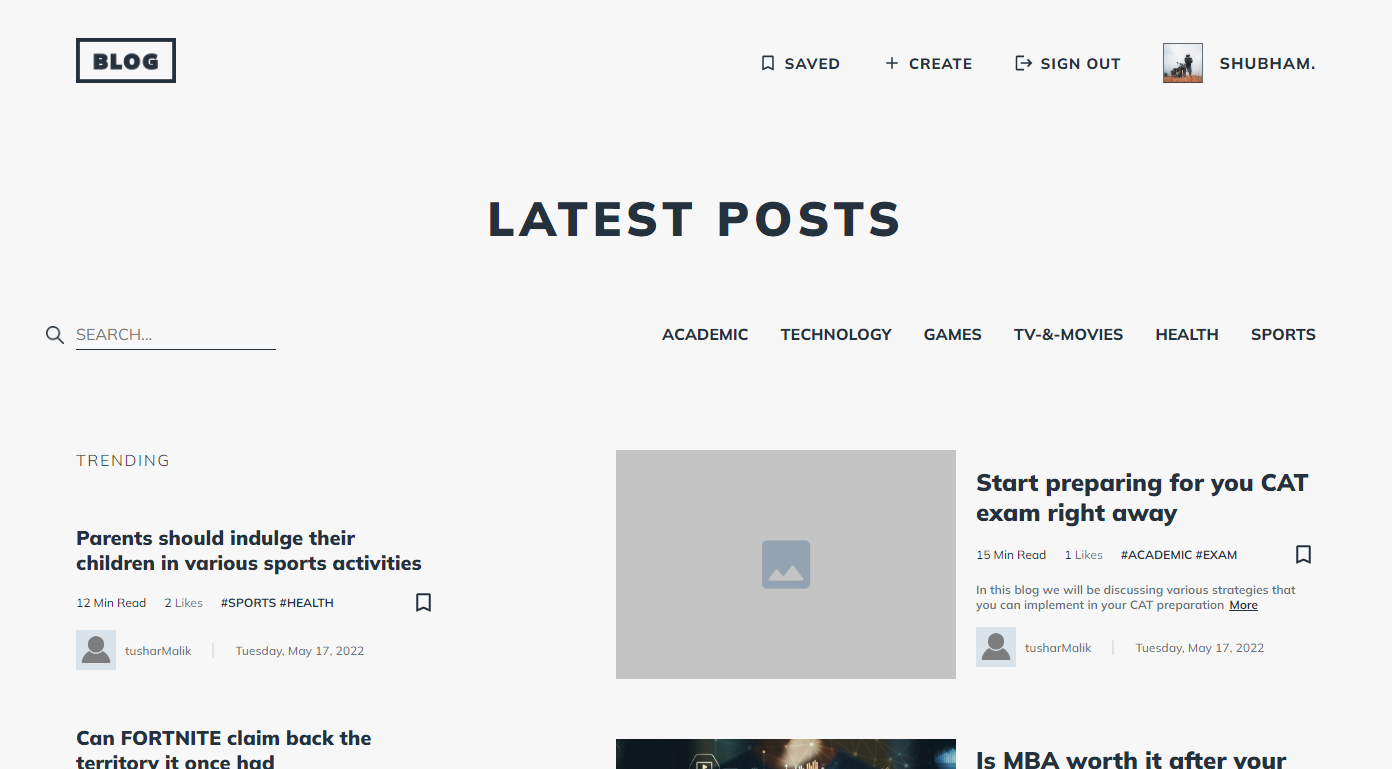 BLOG
SAVED
CREATE
SIGN OUT
SHUBHAM.
LATEST POSTS
SEARCH...
ACADEMIC
TECHNOLOGY
GAMES
TV-&-MOVIES
HEALTH
SPORTS
TRENDING
Parents should indulge their
children in various sports activities
12 Min Read 2 Likes #SPORTS #HEALTH
tusharMalik Tuesday, May 17, 2022
Can FORTNITE claim back the
territory it once had
Start preparing for you CAT
exam right away
15 Min Read 1 Likes #ACADEMIC #EXAM
In this blog we will be discussing various strategies that
you can implement in your CAT preparation More
tusharMalik Tuesday, May 17, 2022
Is MBA worth it after your